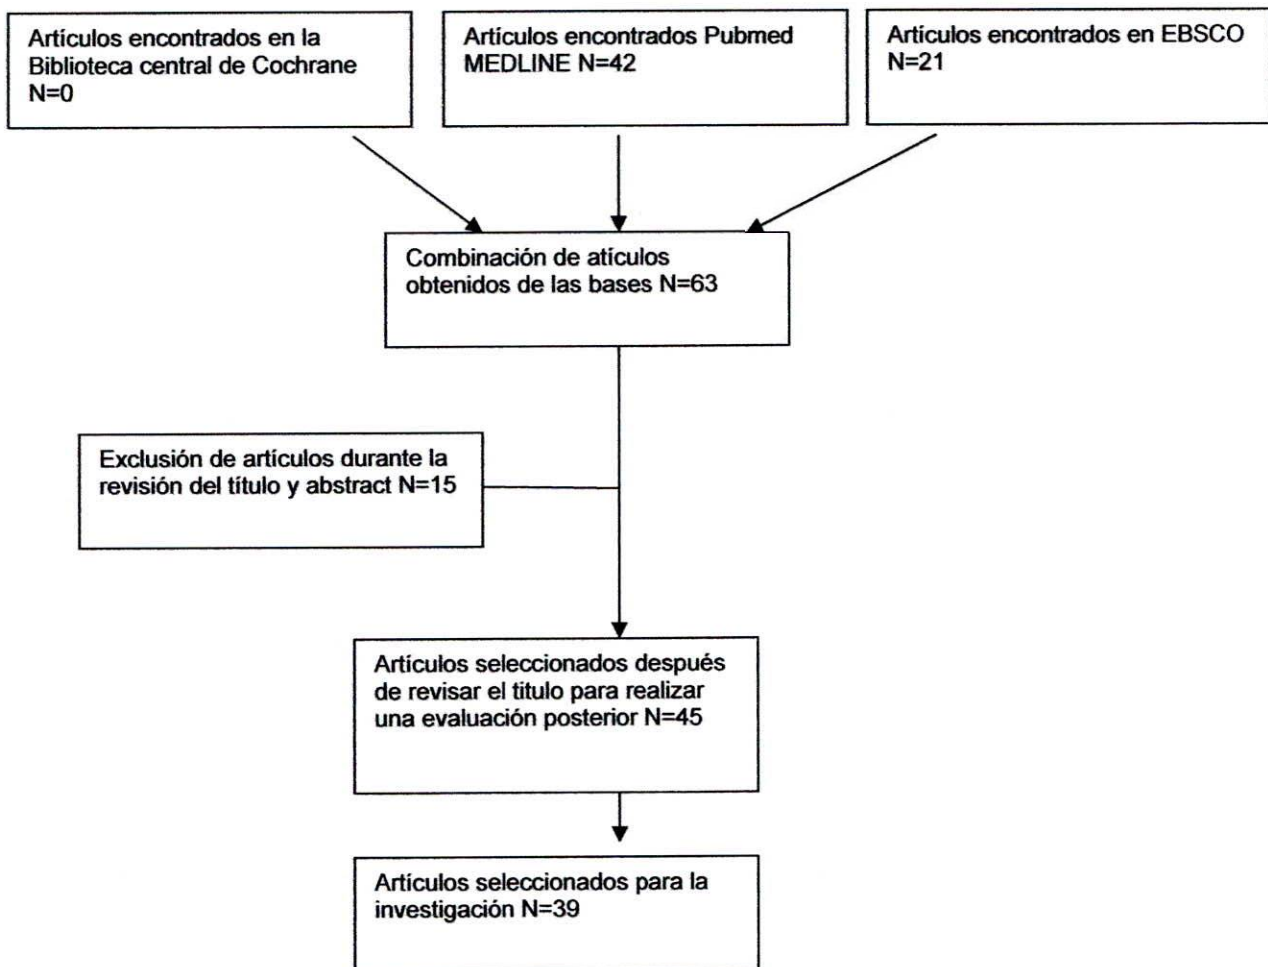 Artículos encontrados en la
Biblioteca central de Cochrane
N=0
Artículos encontrados Pubmed
MEDLINE N=42
Artículos encontrados en EBSCO
N=21
Combinación de atículos
obtenidos de las bases N=63
Exclusión de artículos durante la
revisión del título y abstract N=15
Artículos seleccionados después
de revisar el titulo para realizar
una evaluación posterior N=45
Artículos seleccionados para la
investigación N=39